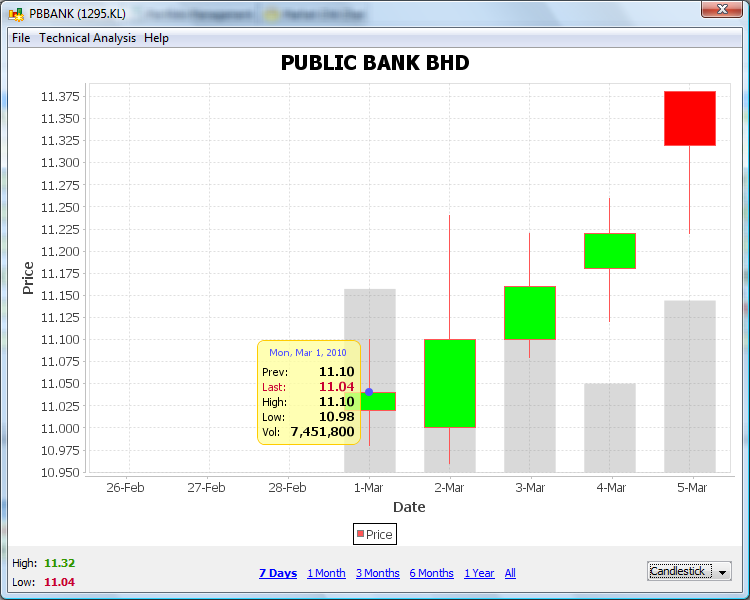 PBBANK (1295.KL)
File Technical Analysis Help
PUBLIC BANK BHD
11.375
11.350
11.325
11.300
11.275
11.250
11.225
11.200
11.175
11.150
11.125
11.100
11.075
11.050
11.025
11.000
10.975
10.950
Price
Mon, Mar 1, 2010
Prev: 11.10
Last: 11.04
High: 11.10
Low: 10.98
Vol: 7,451,800
26-Feb 27-Feb 28-Feb 1-Mar 2-Mar 3-Mar 4-Mar 5-Mar
Date
Price
High: 11.32
Low: 11.04
7 Days 1 Month 3 Months 6 Months 1 Year All
Candlestick